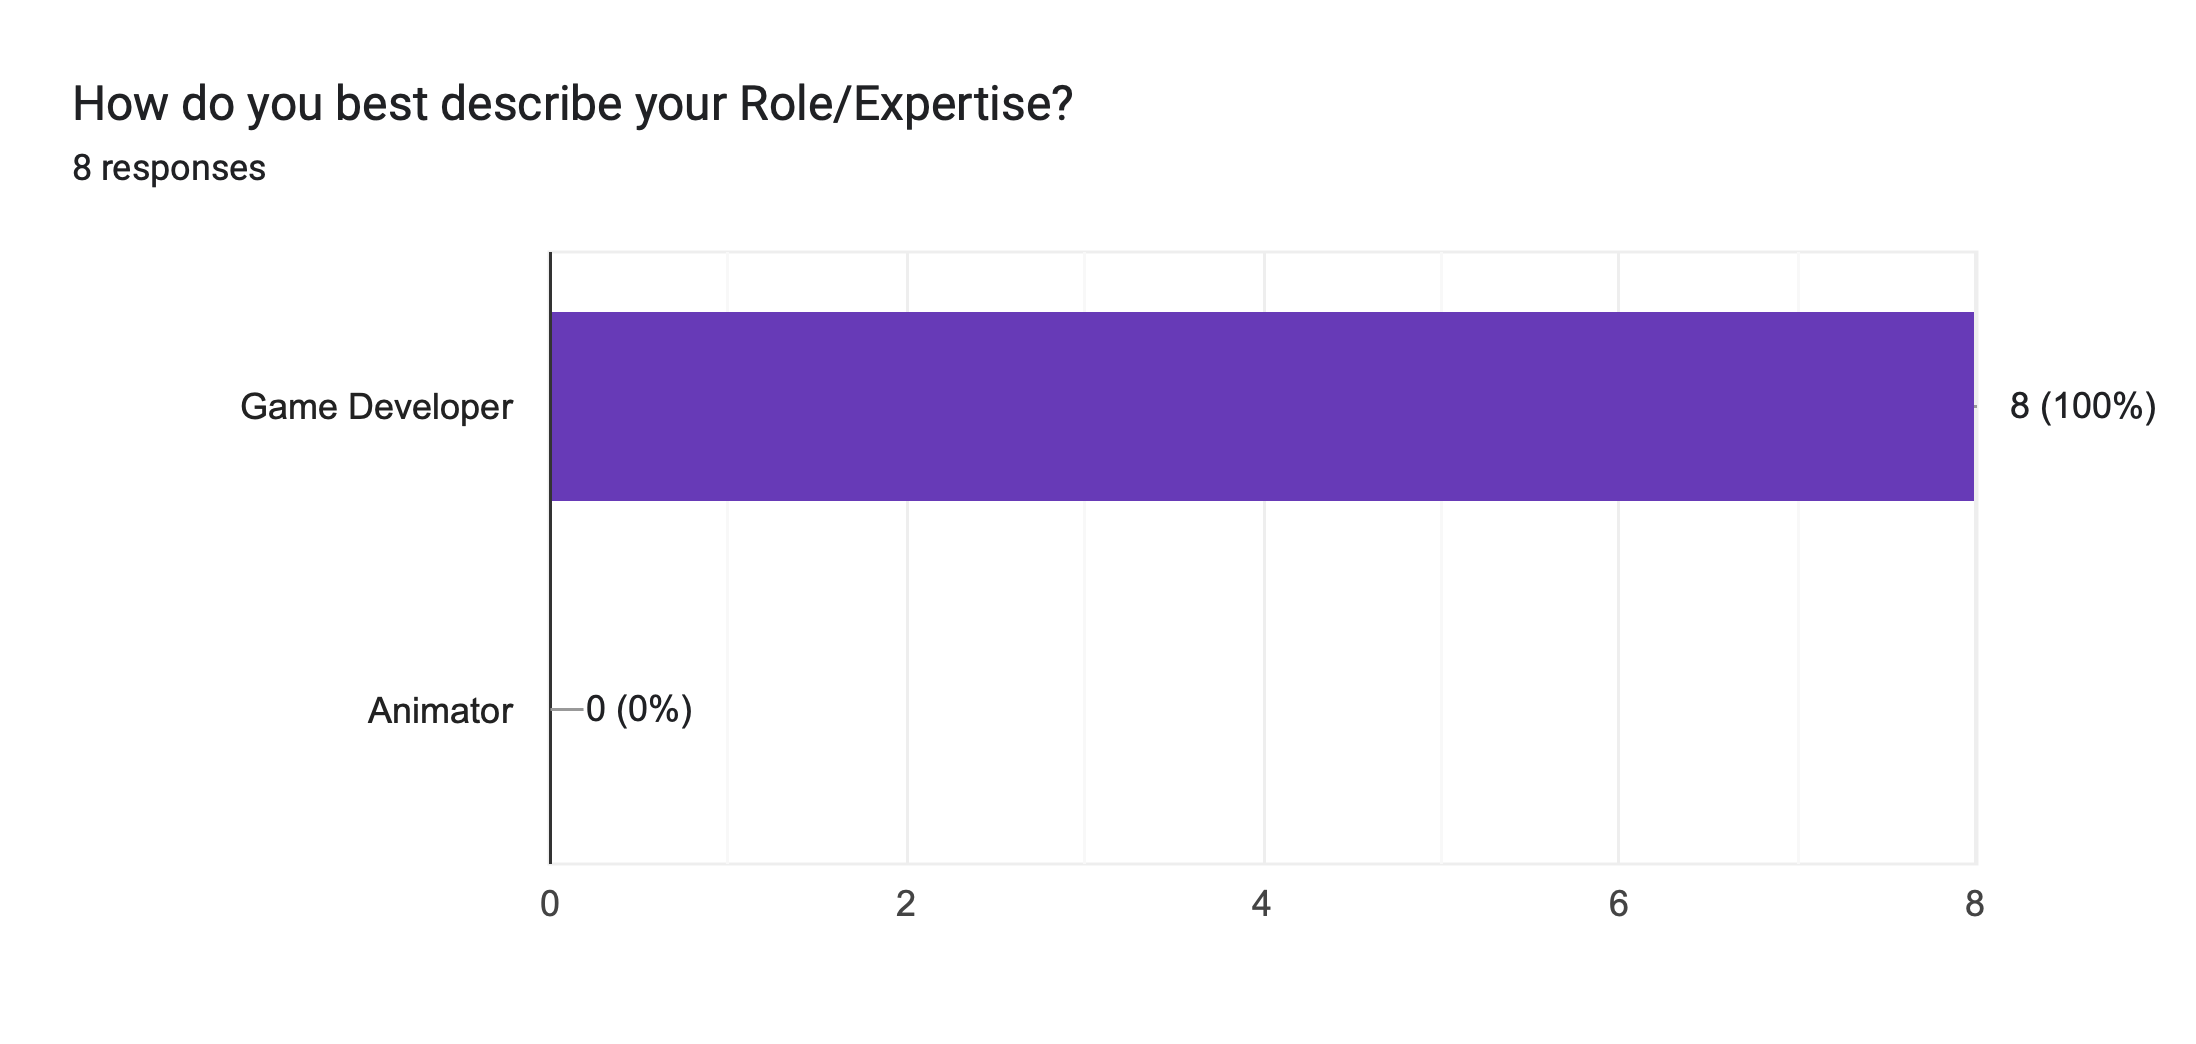 How do you best describe your Role/Expertise?
8 responses
Game Developer
8 (100%)
Animator
0 (0%)
0 2 4 6 8